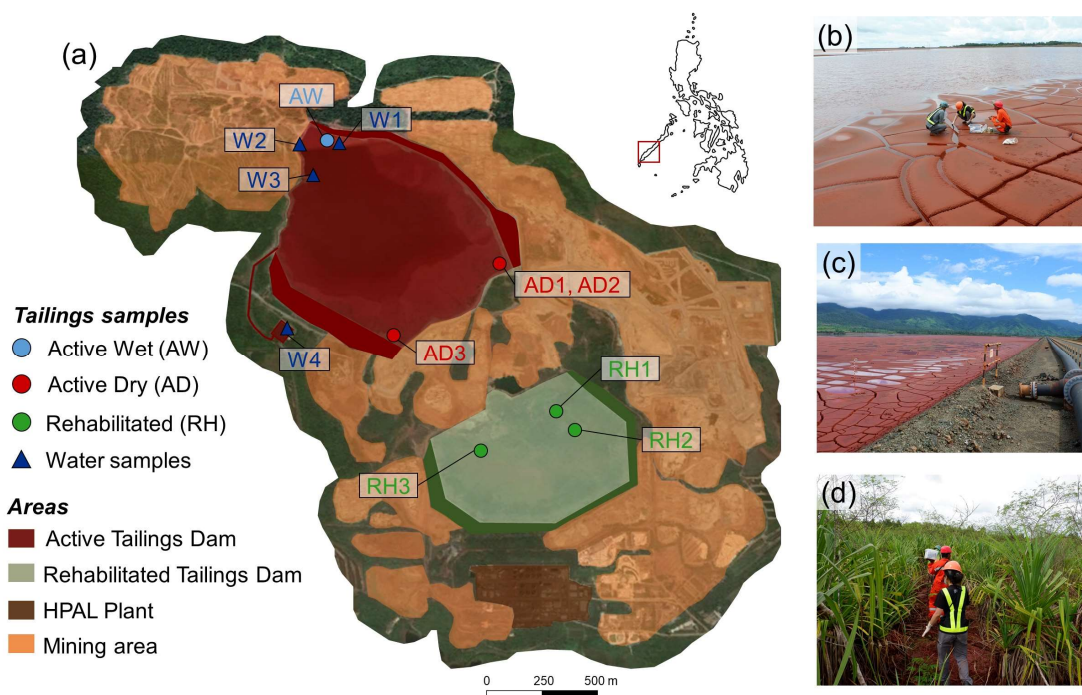 (a)
AW
W1
W2
W3
AD1, AD2
W4
AD3
RH1
RH2
RH3
Tailings samples
Active Wet (AW)
Active Dry (AD)
Rehabilitated (RH)
Water samples
Areas
Active Tailings Dam
Rehabilitated Tailings Dam
HPAL Plant
Mining area
0 250 500 m
(b)
(c)
(d)